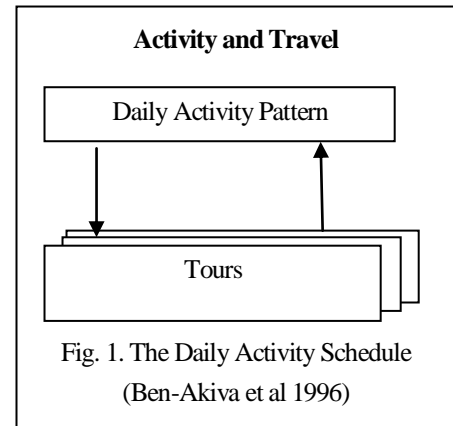 Activity and Travel
Daily Activity Pattern
Tours
Fig. 1. The Daily Activity Schedule
(Ben-Akiva et al 1996)